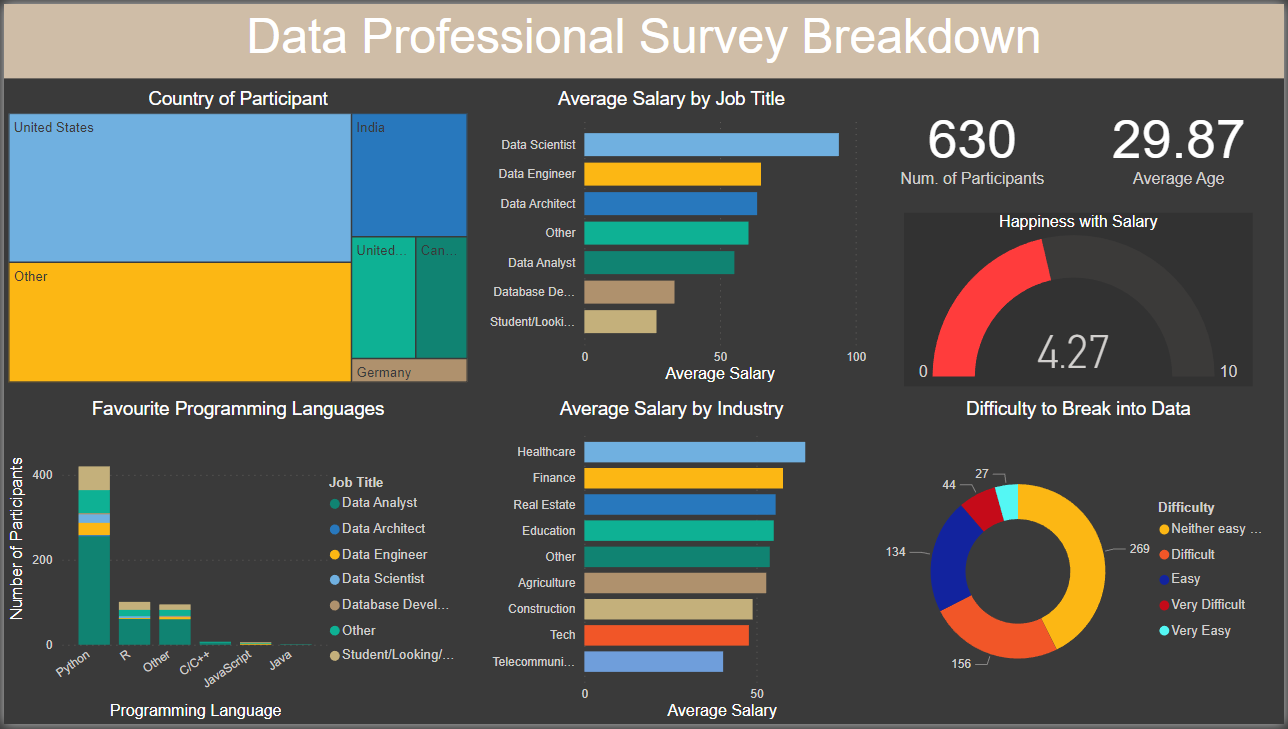 Data Professional Survey Breakdown
Country of Participant
United States
India
Other
United...
Can...
Germany
Average Salary by Job Title
Data Scientist
Data Engineer
Data Architect
Other
Data Analyst
Database De...
Student/Looki...
0 50 100
Average Salary
630
Num. of Participants
29.87
Average Age
Happiness with Salary
4.27
0 10
Favourite Programming Languages
Number of Participants
400
200
0
Python R Other C/C++ JavaScript Java
Programming Language
Job Title
Data Analyst
Data Architect
Data Engineer
Data Scientist
Database Devel...
Other
Student/Looking/...
Average Salary by Industry
Healthcare
Finance
Real Estate
Education
Other
Agriculture
Construction
Tech
Telecommuni...
0 50
Average Salary
Difficulty to Break into Data
27
44
134
269
156
Difficulty
Neither easy ...
Difficult
Easy
Very Difficult
Very Easy